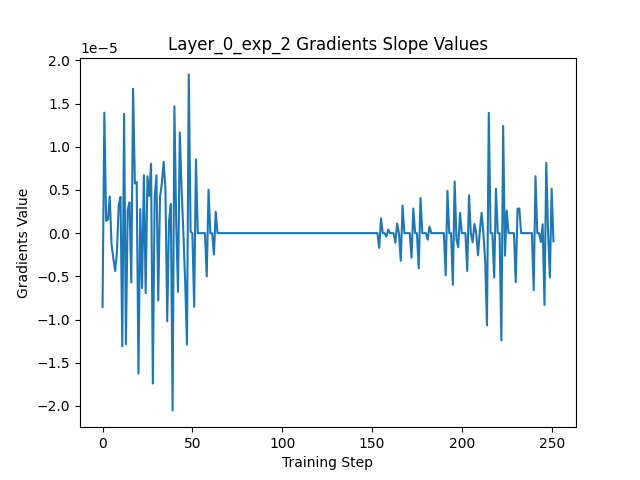 Layer_0_exp_2 Gradients Slope Values
1e−5
2.0
1.5
1.0
0.5
0.0
−0.5
−1.0
−1.5
−2.0
Gradients Value
0 50 100 150 200 250
Training Step